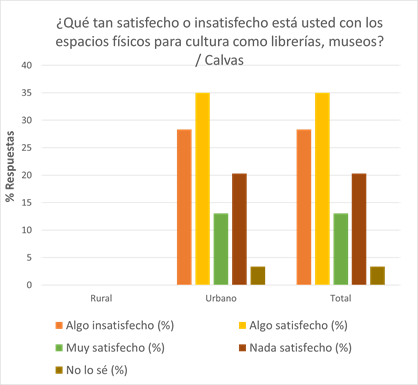 ¿Qué tan satisfecho o insatisfecho está usted con los
espacios físicos para cultura como librerías, museos?
/ Calvas
% Respuestas
40
35
30
25
20
15
10
5
0
Rural Urbano Total
Algo insatisfecho (%) Algo satisfecho (%)
Muy satisfecho (%) Nada satisfecho (%)
No lo sé (%)